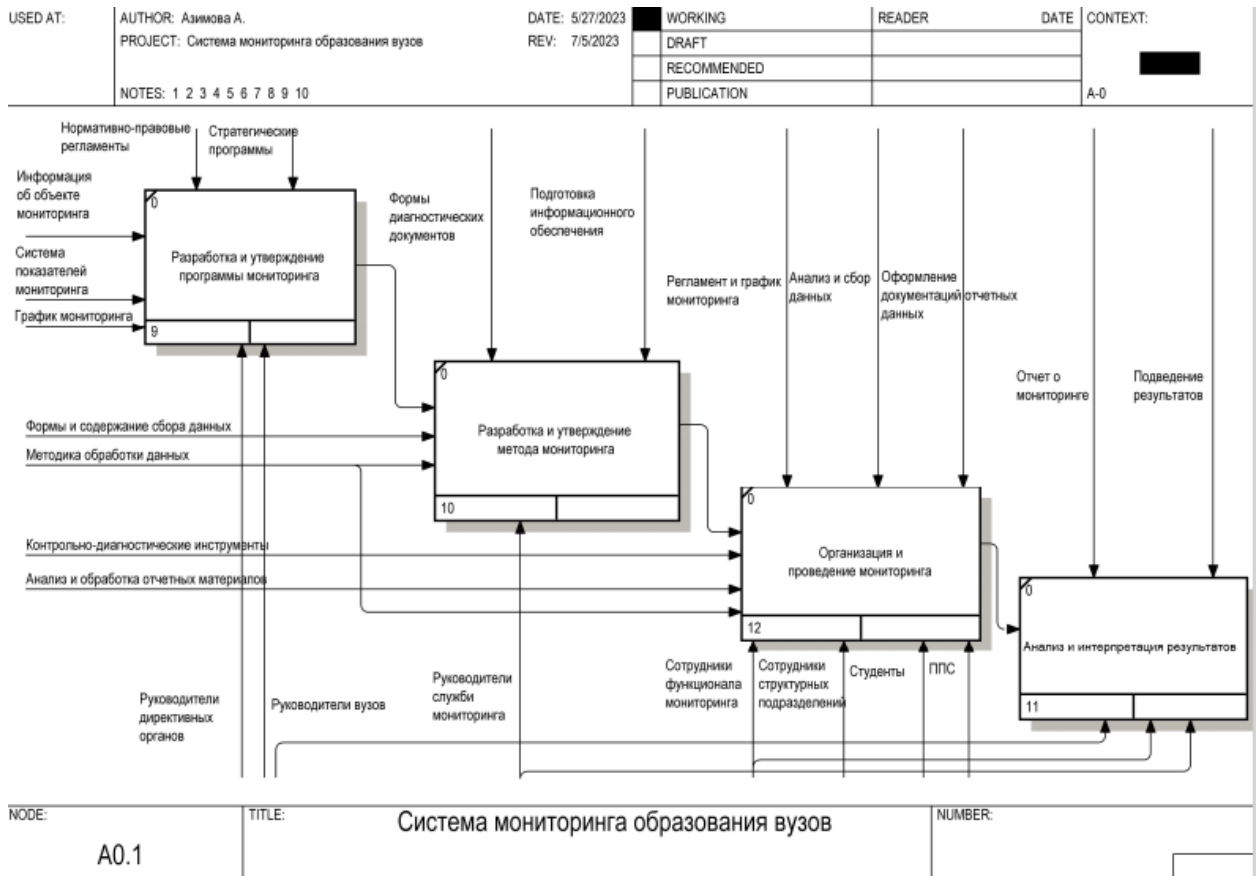 USED AT:
AUTHOR: Азимова А.
DATE: 5/27/2023
WORKING
READER
DATE
CONTEXT:
PROJECT: Система мониторинга образования вузов
REV: 7/5/2023
DRAFT
RECOMMENDED
NOTES: 1 2 3 4 5 6 7 8 9 10
PUBLICATION
A-0
Нормативно-правовые
регламенты
Стратегические
программы
Информация
об объекте
мониторинга
Система
показателей
мониторинга
График мониторинга
0
Разработка и утверждение
программы мониторинга
9
Формы
диагностических
документов
Подготовка
информационного
обеспечения
Регламент и график
мониторинга
Анализ и сбор
данных
Оформление
документаций отчетных
данных
Отчет о
мониторинге
Подведение
результатов
0
Разработка и утверждение
метода мониторинга
10
Формы и содержание сбора данных
Методика обработки данных
Контрольно-диагностические инструменты
Анализ и обработка отчетных материалов
0
Организация и
проведение мониторинга
12
0
Анализ и интерпретация результатов
11
Руководители
директивных
органов
Руководители вузов
Руководители
служби
мониторинга
Сотрудники
функционала
мониторинга
Сотрудники
структурных
подразделений
Студенты
ППС
NODE:
A0.1
TITLE:
Система мониторинга образования вузов
NUMBER: